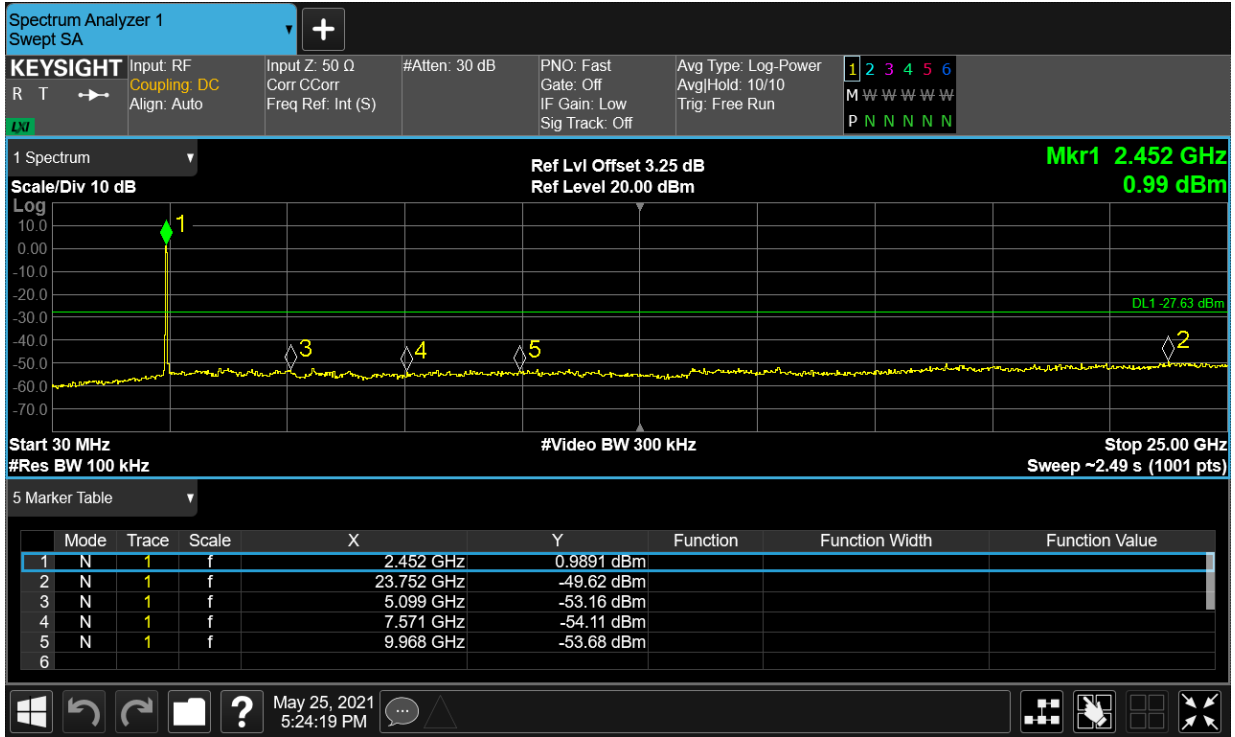 Spectrum Analyzer 1
Swept SA
+
KEYSIGHT Input: RF Input Z: 50 Ω #Atten: 30 dB PNO: Fast Avg Type: Log-Power 1 2 3 4 5 6
R T Coupling: DC Corr CCorr Gate: Off Avg|Hold: 10/10 M W W W W W
Align: Auto Freq Ref: Int (S) IF Gain: Low Trig: Free Run
LXI Sig Track: Off P N N N N N
1 Spectrum Ref Lvl Offset 3.25 dB Mkr1 2.452 GHz
Scale/Div 10 dB Ref Level 20.00 dBm 0.99 dBm
Log
10.0 1
0.00
-10.0
-20.0
DL1 -27.63 dBm
-30.0
-40.0
3 4 5 2
-50.0
-60.0
-70.0
Start 30 MHz #Video BW 300 kHz Stop 25.00 GHz
#Res BW 100 kHz Sweep ~2.49 s (1001 pts)
5 Marker Table
Mode Trace Scale X Y Function Function Width Function Value
1 N 1 f 2.452 GHz 0.9891 dBm
2 N 1 f 23.752 GHz -49.62 dBm
3 N 1 f 5.099 GHz -53.16 dBm
4 N 1 f 7.571 GHz -54.11 dBm
5 N 1 f 9.968 GHz -53.68 dBm
6
? May 25, 2021
5:24:19 PM